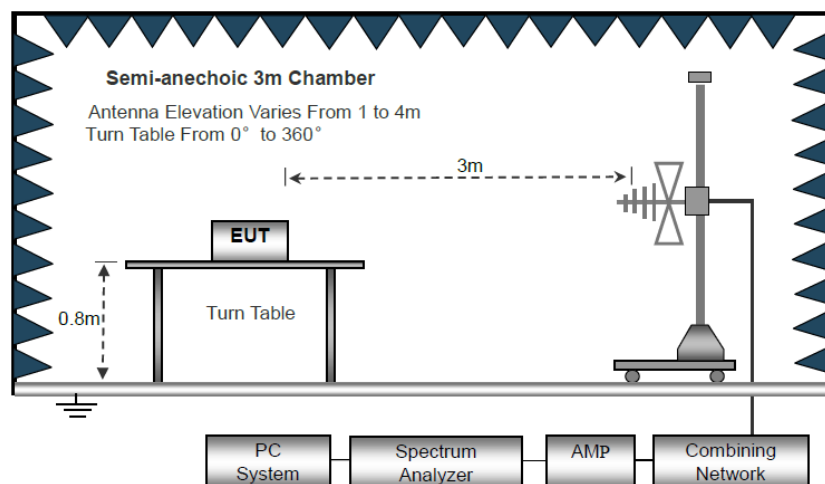 Semi-anechoic 3m Chamber
Antenna Elevation Varies From 1 to 4m
Turn Table From 0° to 360°
3m
EUT
0.8m
Turn Table
PC
System
Spectrum
Analyzer
AMP
Combining
Network